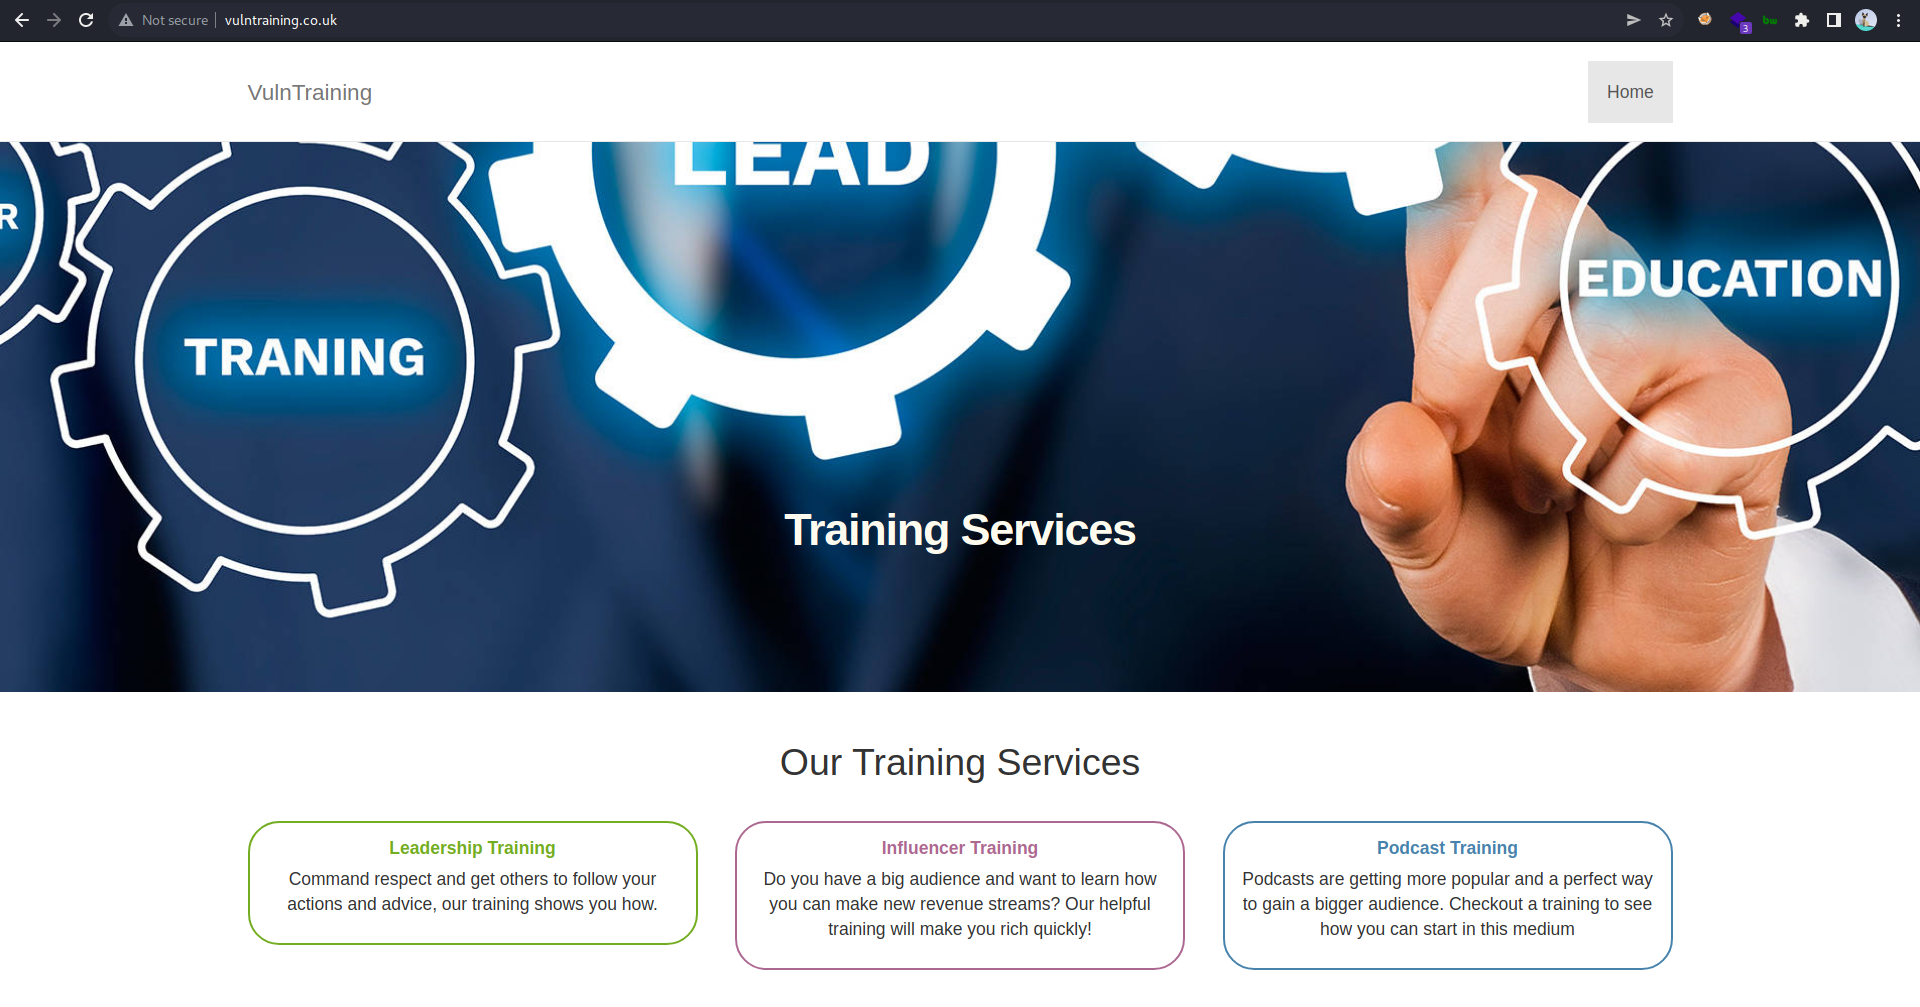 Not secure
vulntraining.co.uk
3
bw
VulnTraining
Home
LEAD
R
EDUCATION
TRANING
Training Services
Our Training Services
Leadership Training
Command respect and get others to follow your
actions and advice, our training shows you how.
Influencer Training
Do you have a big audience and want to learn how
you can make new revenue streams? Our helpful
training will make you rich quickly!
Podcast Training
Podcasts are getting more popular and a perfect way
to gain a bigger audience. Checkout a training to see
how you can start in this medium